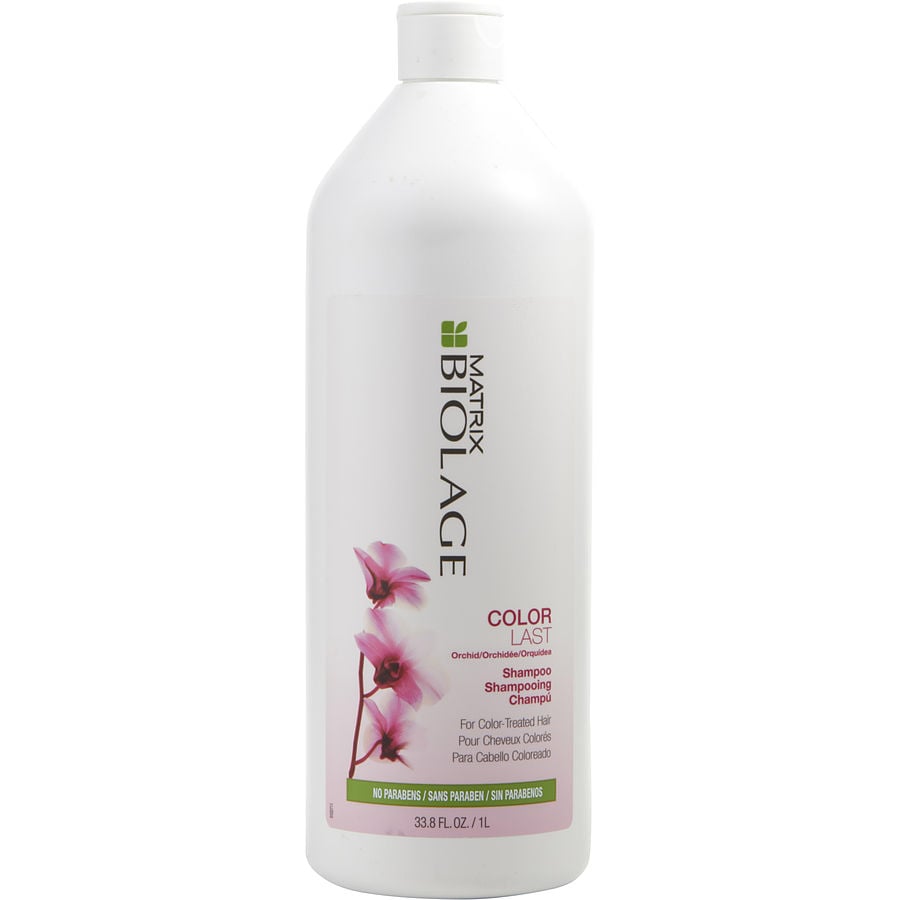 MATRIX
BIOLAGE
COLOR
LAST
Orchid/Orchidée/Orquídea
Shampoo
Shampooing
Champú
For Color-Treated Hair
Pour Cheveux Colorés
Para Cabello Coloreado
NO PARABENS / SANS PARABEN / SIN PARABENOS
33.8 FL. OZ. / 1L